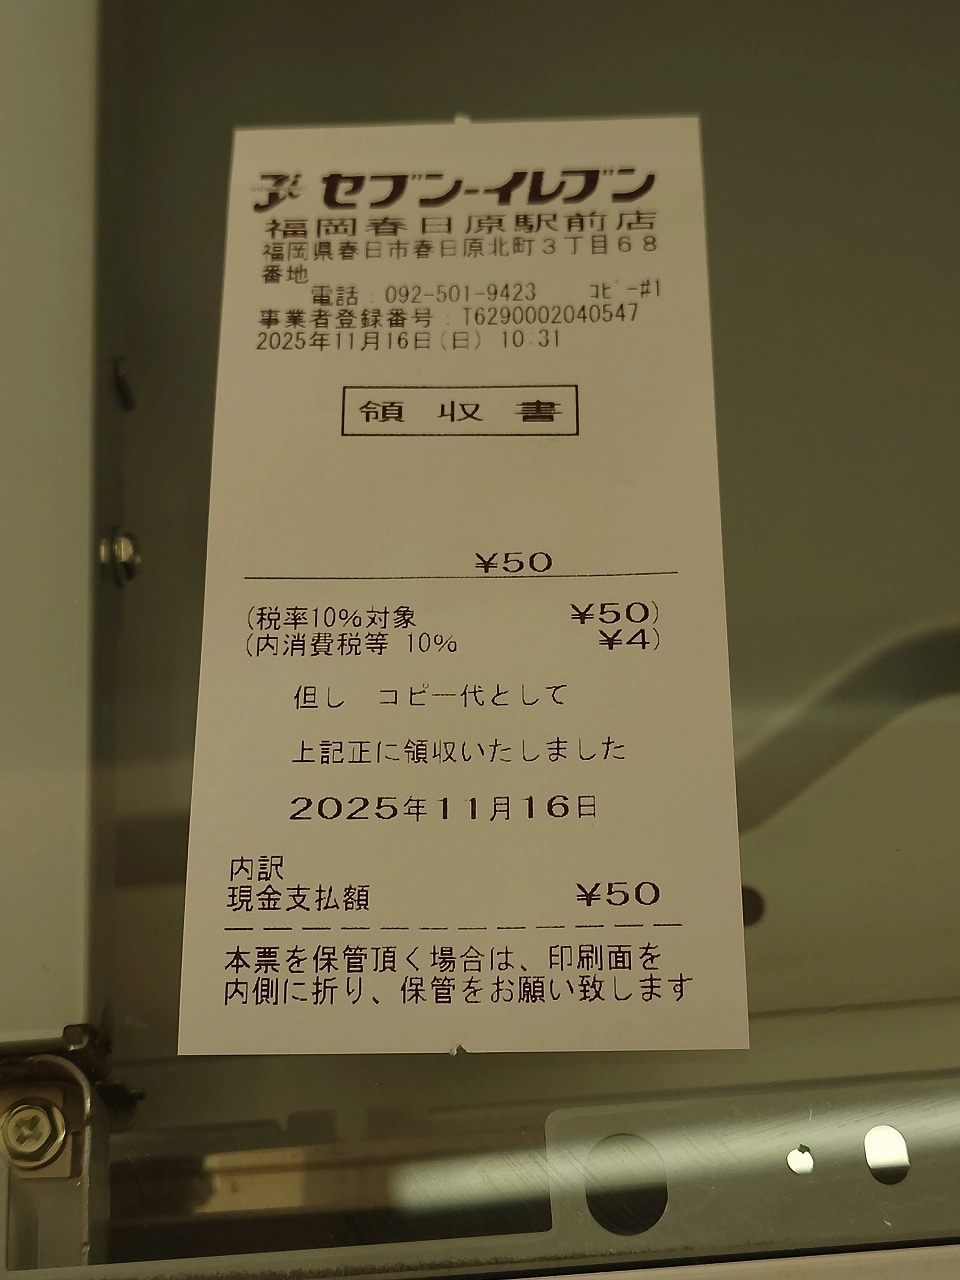 セブン-イレブン
福岡春日原駅前店
福岡県春日市春日原北町3丁目68
番地
電話：092-501-9423 コピー#1
事業者登録番号：T6290002040547
2025年11月16日(日) 10:31
領収書
¥50
(税率10%対象 ¥50)
(内消費税等 10% ¥4)
但し コピー代として
上記正に領収いたしました
2025年11月16日
内訳
現金支払額 ¥50
本票を保管頂く場合は、印刷面を
内側に折り、保管をお願い致します